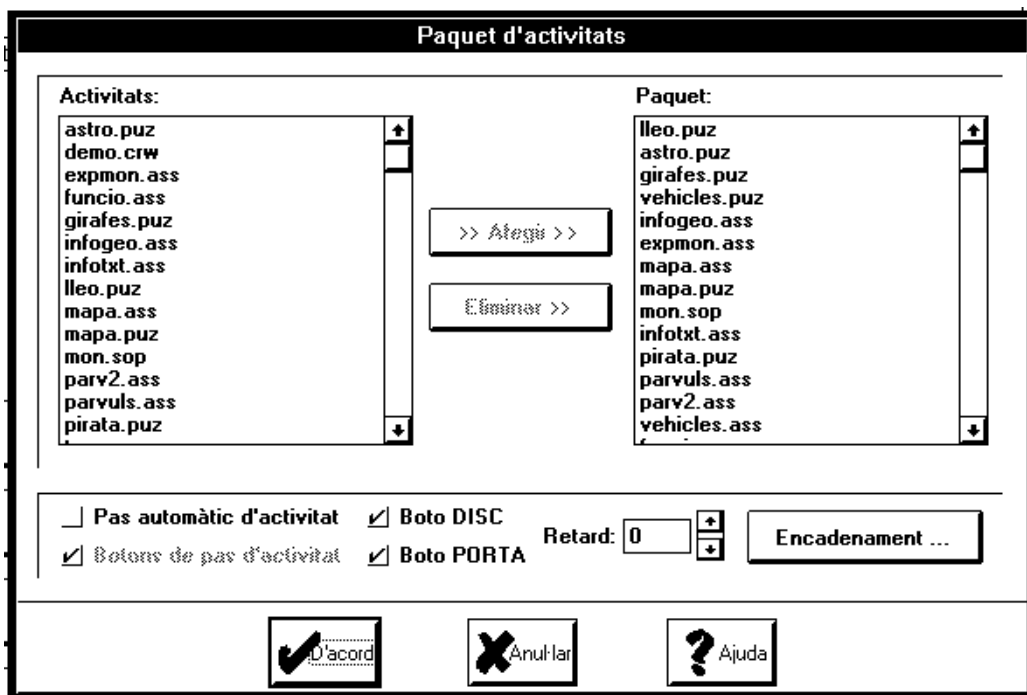 Paquet d'activitats
Activitats:
astro.puz
demo.crw
expmon.ass
funcio.ass
girafes.puz
infogeo.ass
infotxt.ass
lleo.puz
mapa.ass
mapa.puz
mon.sop
parv2.ass
parvuls.ass
pirata.puz
>> Afegir >>
Eliminar >>
Paquet:
lleo.puz
astro.puz
girafes.puz
vehicles.puz
infogeo.ass
expmon.ass
mapa.ass
mapa.puz
mon.sop
infotxt.ass
pirata.puz
parvuls.ass
parv2.ass
vehicles.ass
Pas automàtic d'activitat
Botons de pas d'activitat
Boto DISC
Boto PORTA
Retard: 0
Encadenament ...
D'acord
Anul·lar
Ajuda